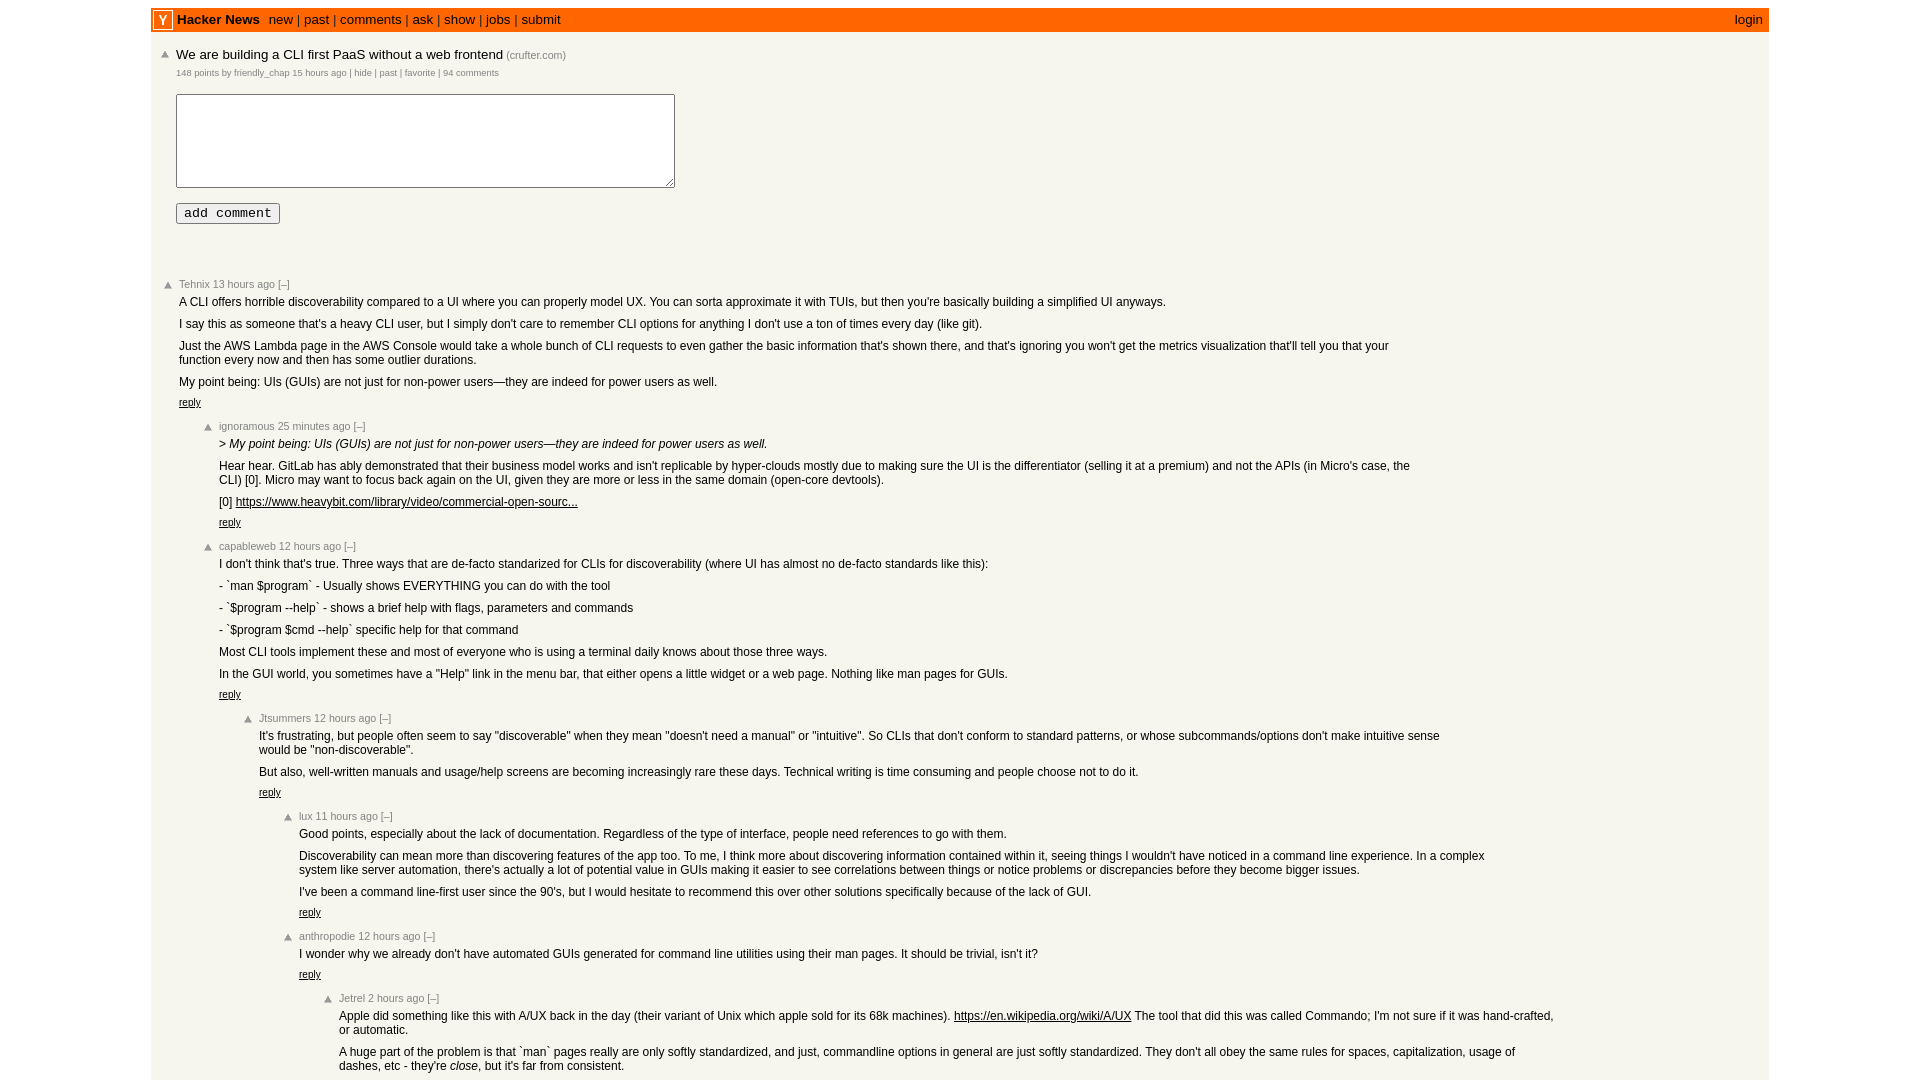 Y Hacker News new | past | comments | ask | show | jobs | submit login
We are building a CLI first PaaS without a web frontend (crufter.com)
148 points by friendly_chap 15 hours ago | hide | past | favorite | 94 comments
add comment
Tehnix 13 hours ago [–]
A CLI offers horrible discoverability compared to a UI where you can properly model UX. You can sorta approximate it with TUIs, but then you're basically building a simplified UI anyways.
I say this as someone that's a heavy CLI user, but I simply don't care to remember CLI options for anything I don't use a ton of times every day (like git).
Just the AWS Lambda page in the AWS Console would take a whole bunch of CLI requests to even gather the basic information that's shown there, and that's ignoring you won't get the metrics visualization that'll tell you that your
function every now and then has some outlier durations.
My point being: UIs (GUIs) are not just for non-power users—they are indeed for power users as well.
reply
ignoramous 25 minutes ago [–]
> My point being: UIs (GUIs) are not just for non-power users—they are indeed for power users as well.
Hear hear. GitLab has ably demonstrated that their business model works and isn't replicable by hyper-clouds mostly due to making sure the UI is the differentiator (selling it at a premium) and not the APIs (in Micro's case, the
CLI) [0]. Micro may want to focus back again on the UI, given they are more or less in the same domain (open-core devtools).
[0] https://www.heavybit.com/library/video/commercial-open-sourc...
reply
capableweb 12 hours ago [–]
I don't think that's true. Three ways that are de-facto standarized for CLIs for discoverability (where UI has almost no de-facto standards like this):
- `man $program` - Usually shows EVERYTHING you can do with the tool
- `$program --help` - shows a brief help with flags, parameters and commands
- `$program $cmd --help` specific help for that command
Most CLI tools implement these and most of everyone who is using a terminal daily knows about those three ways.
In the GUI world, you sometimes have a "Help" link in the menu bar, that either opens a little widget or a web page. Nothing like man pages for GUIs.
reply
Jtsummers 12 hours ago [–]
It's frustrating, but people often seem to say "discoverable" when they mean "doesn't need a manual" or "intuitive". So CLIs that don't conform to standard patterns, or whose subcommands/options don't make intuitive sense
would be "non-discoverable".
But also, well-written manuals and usage/help screens are becoming increasingly rare these days. Technical writing is time consuming and people choose not to do it.
reply
lux 11 hours ago [–]
Good points, especially about the lack of documentation. Regardless of the type of interface, people need references to go with them.
Discoverability can mean more than discovering features of the app too. To me, I think more about discovering information contained within it, seeing things I wouldn't have noticed in a command line experience. In a complex
system like server automation, there's actually a lot of potential value in GUIs making it easier to see correlations between things or notice problems or discrepancies before they become bigger issues.
I've been a command line-first user since the 90's, but I would hesitate to recommend this over other solutions specifically because of the lack of GUI.
reply
anthropodie 12 hours ago [–]
I wonder why we already don't have automated GUIs generated for command line utilities using their man pages. It should be trivial, isn't it?
reply
Jetrel 2 hours ago [–]
Apple did something like this with A/UX back in the day (their variant of Unix which apple sold for its 68k machines). https://en.wikipedia.org/wiki/A/UX The tool that did this was called Commando; I'm not sure if it was hand-crafted,
or automatic.
A huge part of the problem is that `man` pages really are only softly standardized, and just, commandline options in general are just softly standardized. They don't all obey the same rules for spaces, capitalization, usage of
dashes, etc - they're close, but it's far from consistent.